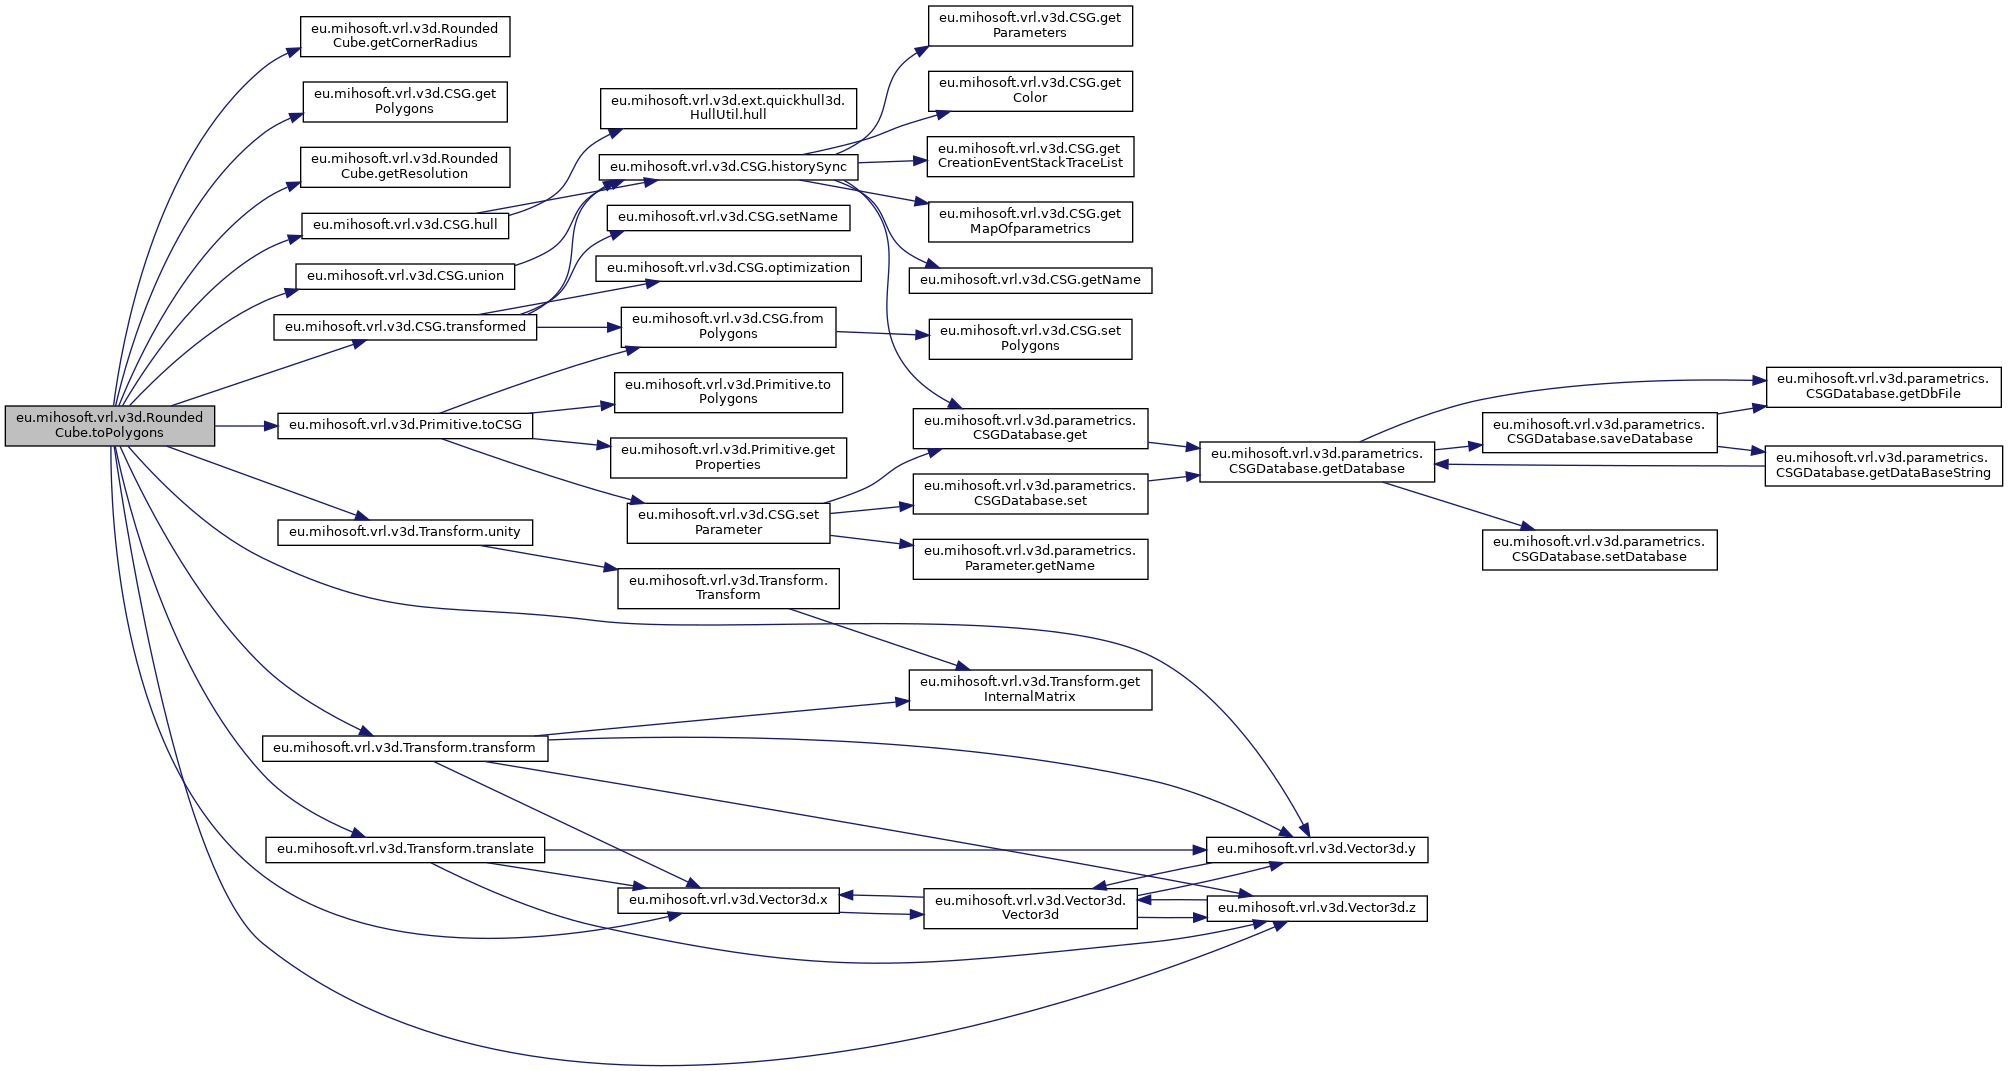 eu.mihosoft.vrl.v3d.Rounded
Cube.toPolygons
eu.mihosoft.vrl.v3d.Rounded
Cube.getCornerRadius
eu.mihosoft.vrl.v3d.CSG.get
Polygons
eu.mihosoft.vrl.v3d.Rounded
Cube.getResolution
eu.mihosoft.vrl.v3d.CSG.hull
eu.mihosoft.vrl.v3d.CSG.union
eu.mihosoft.vrl.v3d.CSG.transformed
eu.mihosoft.vrl.v3d.Primitive.toCSG
eu.mihosoft.vrl.v3d.Transform.unity
eu.mihosoft.vrl.v3d.Transform.transform
eu.mihosoft.vrl.v3d.Transform.translate
eu.mihosoft.vrl.v3d.ext.quickhull3d.
HullUtil.hull
eu.mihosoft.vrl.v3d.CSG.historySync
eu.mihosoft.vrl.v3d.CSG.setName
eu.mihosoft.vrl.v3d.CSG.optimization
eu.mihosoft.vrl.v3d.CSG.from
Polygons
eu.mihosoft.vrl.v3d.Primitive.to
Polygons
eu.mihosoft.vrl.v3d.Primitive.get
Properties
eu.mihosoft.vrl.v3d.CSG.set
Parameter
eu.mihosoft.vrl.v3d.Transform.
Transform
eu.mihosoft.vrl.v3d.Vector3d.x
eu.mihosoft.vrl.v3d.CSG.get
Parameters
eu.mihosoft.vrl.v3d.CSG.get
Color
eu.mihosoft.vrl.v3d.CSG.get
CreationEventStackTraceList
eu.mihosoft.vrl.v3d.CSG.get
MapOfparametrics
eu.mihosoft.vrl.v3d.CSG.getName
eu.mihosoft.vrl.v3d.CSG.set
Polygons
eu.mihosoft.vrl.v3d.parametrics.
CSGDatabase.get
eu.mihosoft.vrl.v3d.parametrics.
CSGDatabase.set
eu.mihosoft.vrl.v3d.parametrics.
Parameter.getName
eu.mihosoft.vrl.v3d.Transform.get
InternalMatrix
eu.mihosoft.vrl.v3d.Vector3d.
Vector3d
eu.mihosoft.vrl.v3d.parametrics.
CSGDatabase.getDatabase
eu.mihosoft.vrl.v3d.Vector3d.y
eu.mihosoft.vrl.v3d.Vector3d.z
eu.mihosoft.vrl.v3d.parametrics.
CSGDatabase.saveDatabase
eu.mihosoft.vrl.v3d.parametrics.
CSGDatabase.setDatabase
eu.mihosoft.vrl.v3d.parametrics.
CSGDatabase.getDbFile
eu.mihosoft.vrl.v3d.parametrics.
CSGDatabase.getDataBaseString